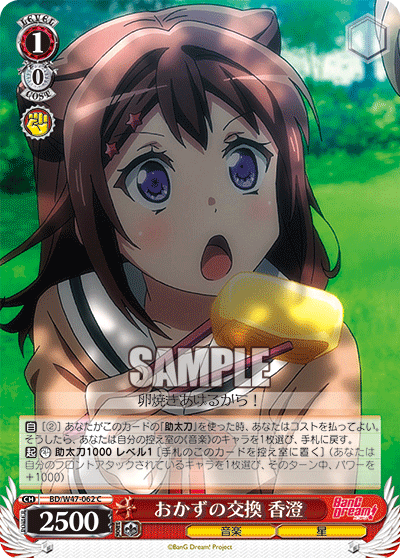 LEVEL
1
0
COST
SAMPLE
卵焼きあげるから！
自 [②] あなたがこのカードの「助太刀」を使った時、あなたはコストを払ってよい。
そうしたら、あなたは自分の控え室の《音楽》のキャラを1枚選び、手札に戻す。
起 助太刀1000 レベル1 [手札のこのカードを控え室に置く] (あなたは
自分のフロントアタックされているキャラを1枚選び、そのターン中、パワーを
+1000)
CH BD/W47-062 C
2500
おかずの交換 香澄
音楽 星
BanG Dream!
©BanG Dream! Project